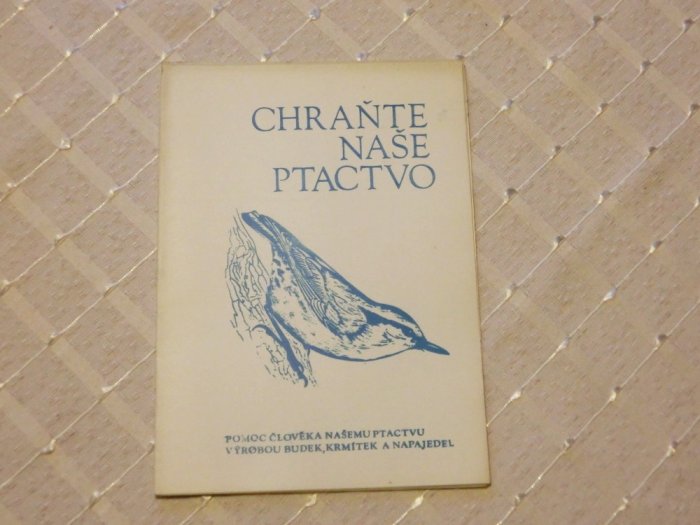 CHRAŇTE
NAŠE
PTACTVO
POMOC ČLOVĚKA NAŠEMU PTACTVU
VÝROBOU BUDEK, KRMÍTEK A NAPAJEDEL